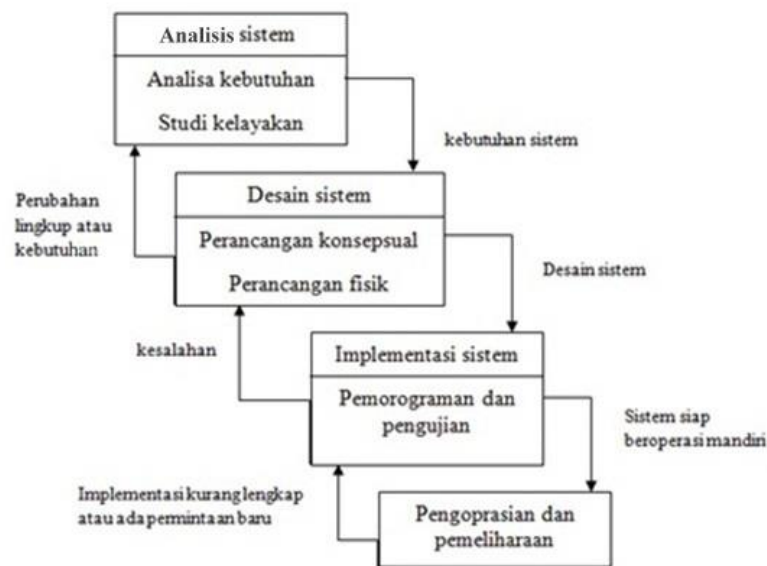 Analisis sistem
Analisa kebutuhan
Studi kelayakan
kebutuhan sistem
Perubahan
lingkup atau
kebutuhan
Desain sistem
Perancangan konsepsual
Perancangan fisik
Desain sistem
kesalahan
Implementasi sistem
Pemorograman dan
pengujian
Sistem siap
beroperasi mandiri
Implementasi kurang lengkap
atau ada permintaan baru
Pengoprasian dan
pemeliharaan